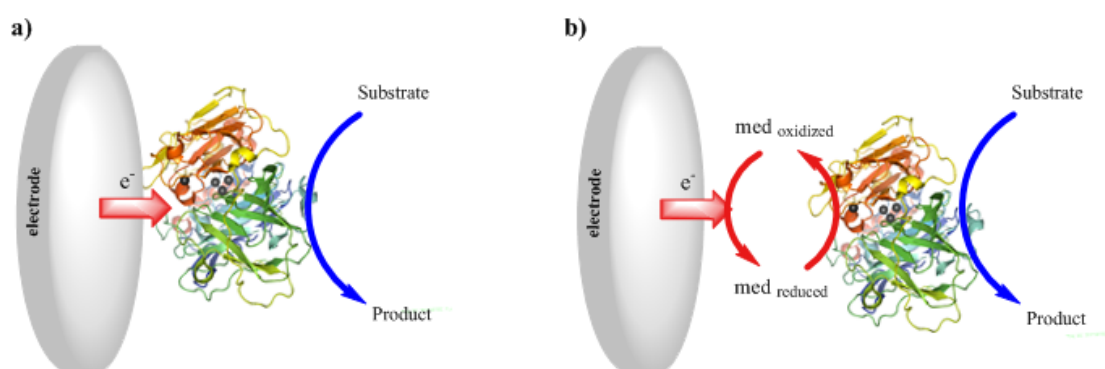 a)
electrode
e-
Substrate
Product
b)
electrode
e-
med oxidized
med reduced
Substrate
Product